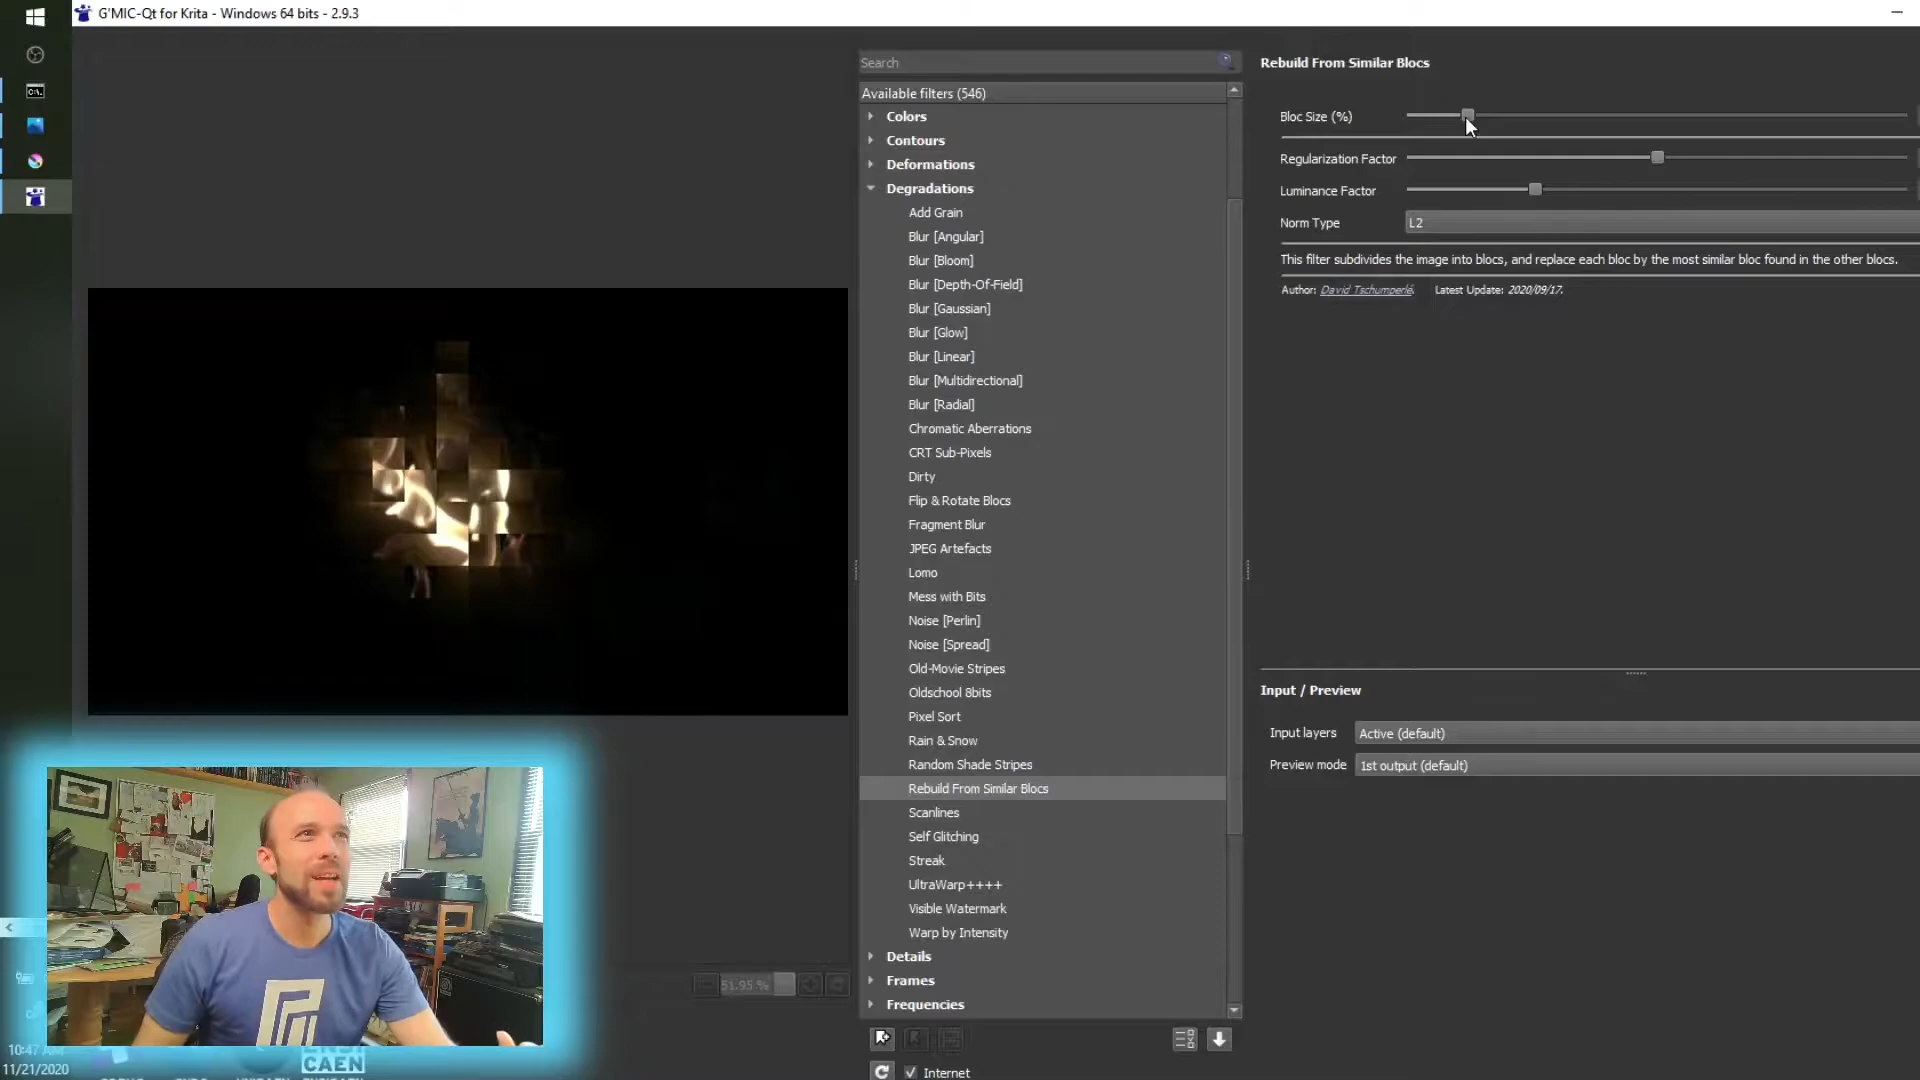 G'MIC-Qt for Krita - Windows 64 bits - 2.9.3
Search
Available filters (546)
Colors
Contours
Deformations
Degradations
Add Grain
Blur [Angular]
Blur [Bloom]
Blur [Depth-Of-Field]
Blur [Gaussian]
Blur [Glow]
Blur [Linear]
Blur [Multidirectional]
Blur [Radial]
Chromatic Aberrations
CRT Sub-Pixels
Dirty
Flip & Rotate Blocs
Fragment Blur
JPEG Artefacts
Lomo
Mess with Bits
Noise [Perlin]
Noise [Spread]
Old-Movie Stripes
Oldschool 8bits
Pixel Sort
Rain & Snow
Random Shade Stripes
Rebuild From Similar Blocs
Scanlines
Self Glitching
Streak
UltraWarp++++
Visible Watermark
Warp by Intensity
Details
Frames
Frequencies
Internet
51.95 %
Rebuild From Similar Blocs
Bloc Size (%)
Regularization Factor
Luminance Factor
Norm Type L2
This filter subdivides the image into blocs, and replace each bloc by the most similar bloc found in the other blocs.
Author: David Tschumperlé. Latest Update: 2020/09/17.
Input / Preview
Input layers Active (default)
Preview mode 1st output (default)
10:47
11/21/2020
CAEN